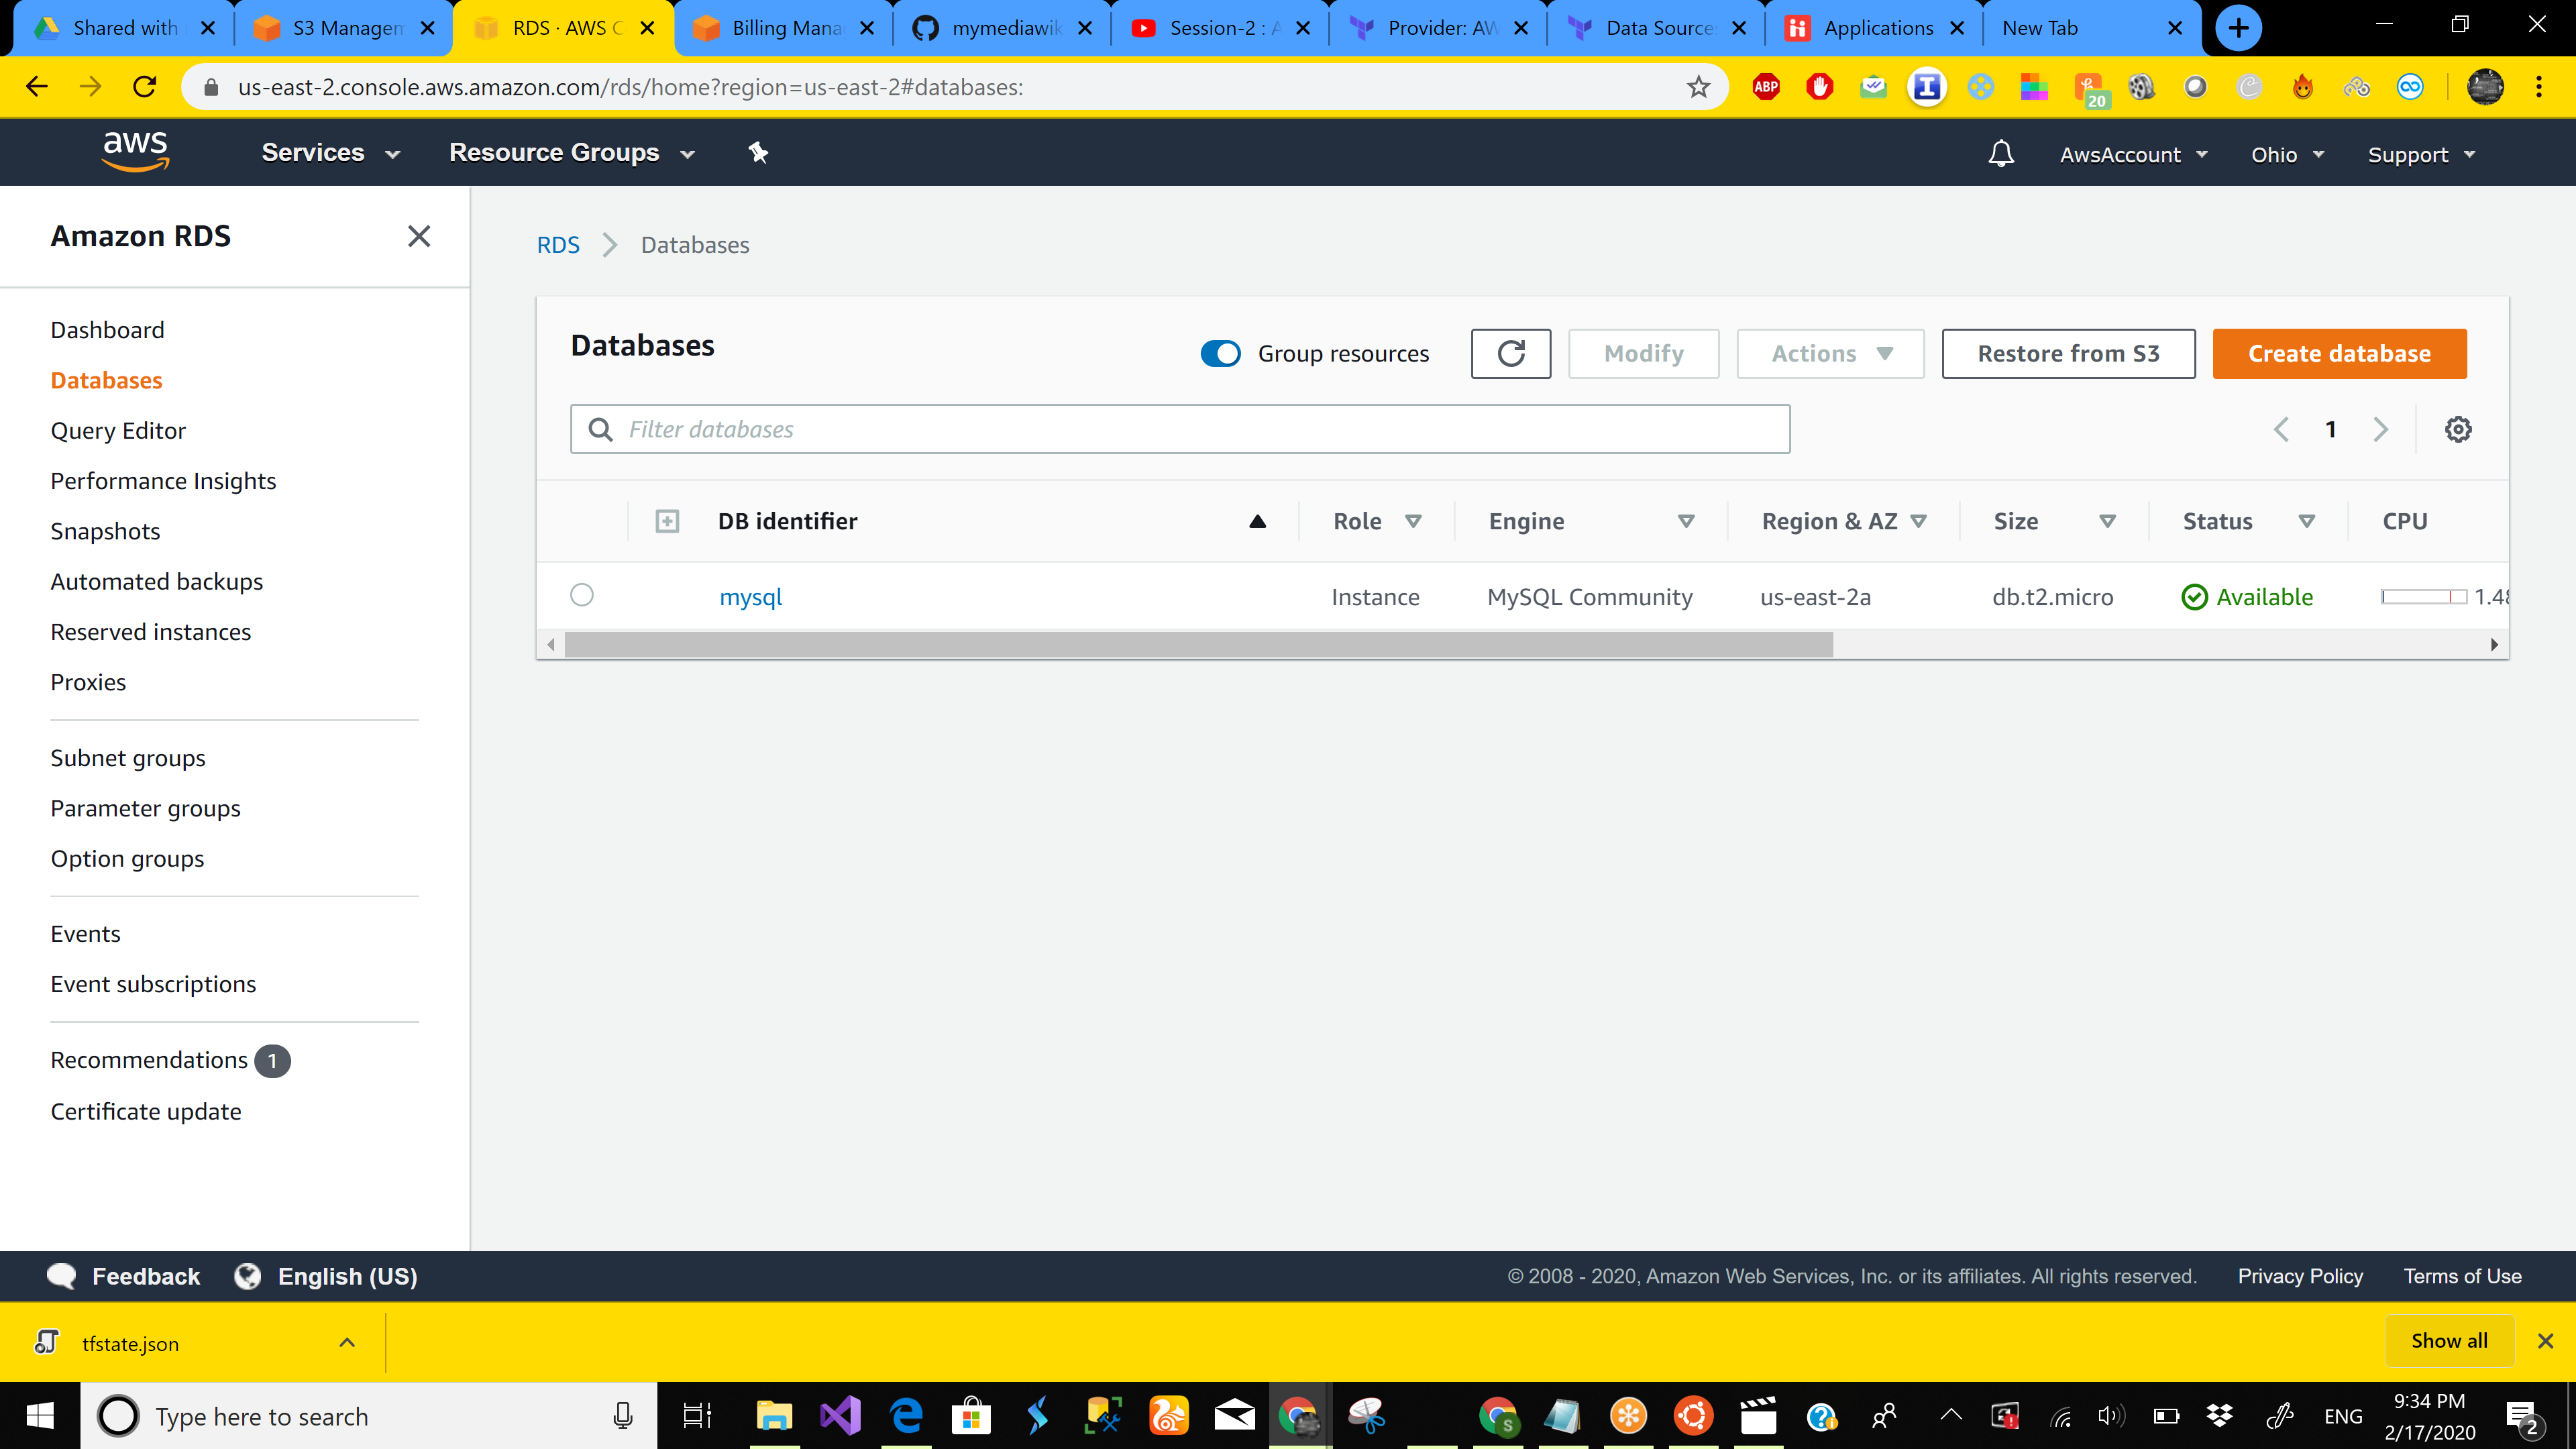 Shared with
S3 Managem
RDS · AWS C
Billing Mana
mymediawik
Session-2 : A
Provider: AW
Data Source
Applications
New Tab
us-east-2.console.aws.amazon.com/rds/home?region=us-east-2#databases:
ABP
20
aws
Services
Resource Groups
AwsAccount
Ohio
Support
Amazon RDS
Dashboard
Databases
Query Editor
Performance Insights
Snapshots
Automated backups
Reserved instances
Proxies
Subnet groups
Parameter groups
Option groups
Events
Event subscriptions
Recommendations 1
Certificate update
RDS > Databases
Databases
Group resources
Modify
Actions
Restore from S3
Create database
Filter databases
1
DB identifier Role Engine Region & AZ Size Status CPU
mysql Instance MySQL Community us-east-2a db.t2.micro Available 1.48
Feedback
English (US)
© 2008 - 2020, Amazon Web Services, Inc. or its affiliates. All rights reserved.
Privacy Policy
Terms of Use
tfstate.json
Show all
Type here to search
S
ENG
9:34 PM
2/17/2020
2